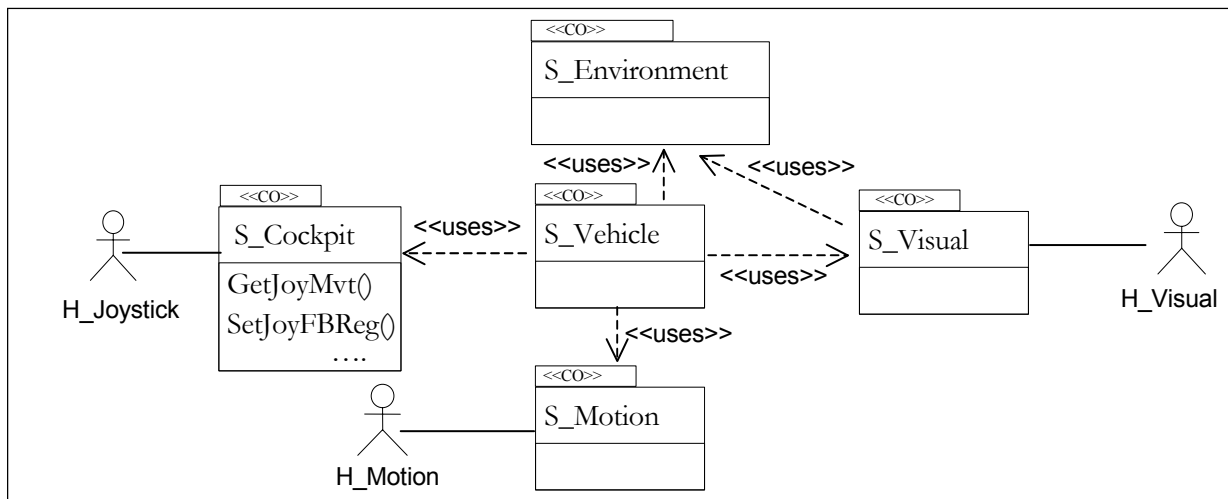 <<CO>>
S_Environment
<<uses>>
<<uses>>
<<CO>>
S_Cockpit
GetJoyMvt()
SetJoyFBReg()
....
H_Joystick
<<uses>>
<<CO>>
S_Vehicle
<<uses>>
<<CO>>
S_Visual
H_Visual
<<uses>>
<<CO>>
S_Motion
H_Motion